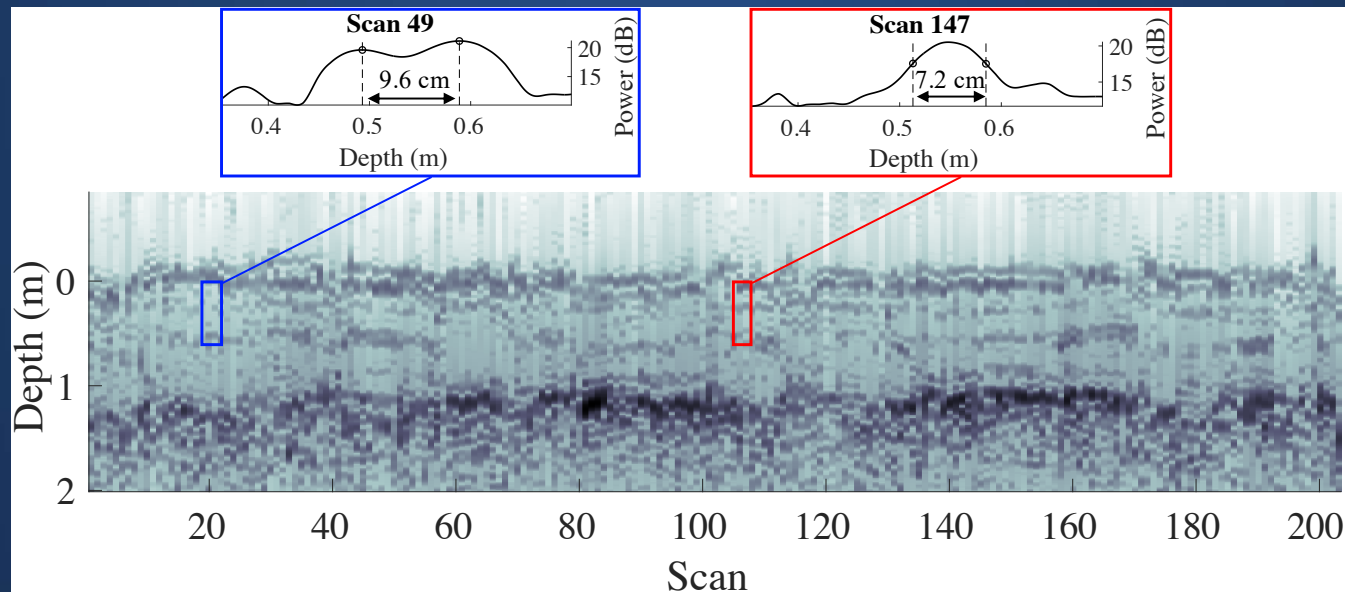 Scan 49
9.6 cm
20
15
Power (dB)
0.4 0.5 0.6
Depth (m)
Scan 147
7.2 cm
20
15
Power (dB)
0.4 0.5 0.6
Depth (m)
Depth (m)
0
1
2
20 40 60 80 100 120 140 160 180 200
Scan